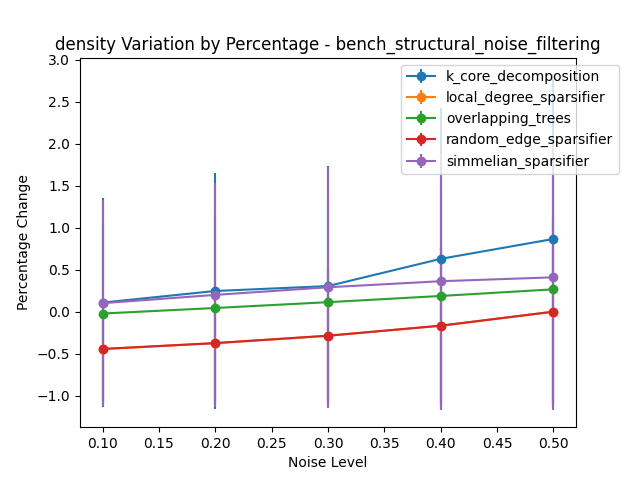 density Variation by Percentage - bench_structural_noise_filtering
Percentage Change
3.0
2.5
2.0
1.5
1.0
0.5
0.0
−0.5
−1.0
k_core_decomposition
local_degree_sparsifier
overlapping_trees
random_edge_sparsifier
simmelian_sparsifier
0.10 0.15 0.20 0.25 0.30 0.35 0.40 0.45 0.50
Noise Level